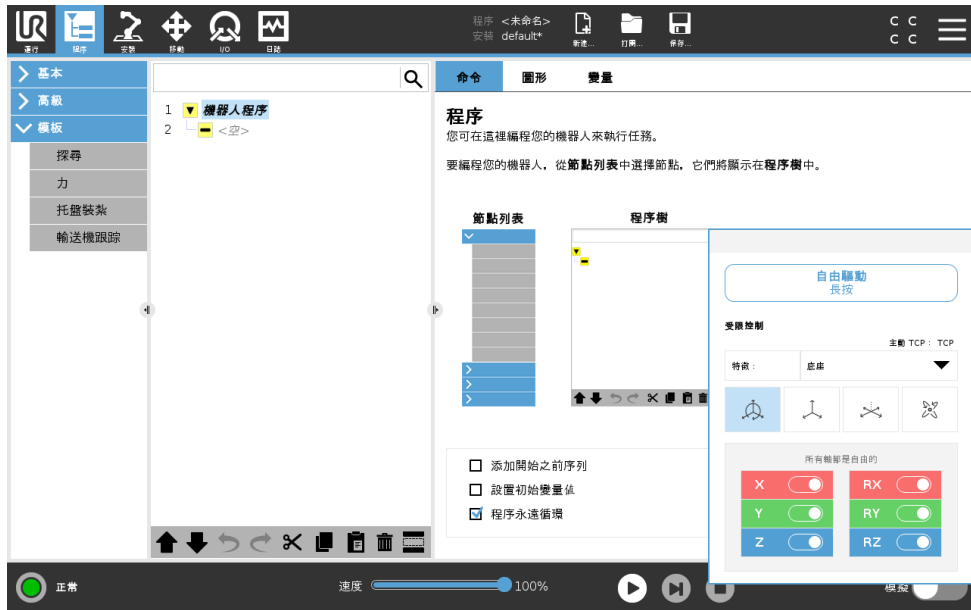 UR
運行
程序
安裝
移動
I/O
日誌
程序 <未命名>
安裝 default*
新建...
打開...
保存...
C C
C C
基本
高級
模板
探尋
力
托盤裝紮
輸送機跟踪
1 機器人程序
2 <空>
命令
圖形
變量
程序
您可在這裡編程您的機器人來執行任務。
要編程您的機器人，從節點列表中選擇節點，它們將顯示在程序樹中。
節點列表
程序樹
添加開始之前序列
設置初始變量值
程序永遠循環
自由驅動
長按
受限控制
主動 TCP： TCP
特徵：
底座
所有軸都是自由的
X
RX
Y
RY
Z
RZ
正常
速度
100%
模擬